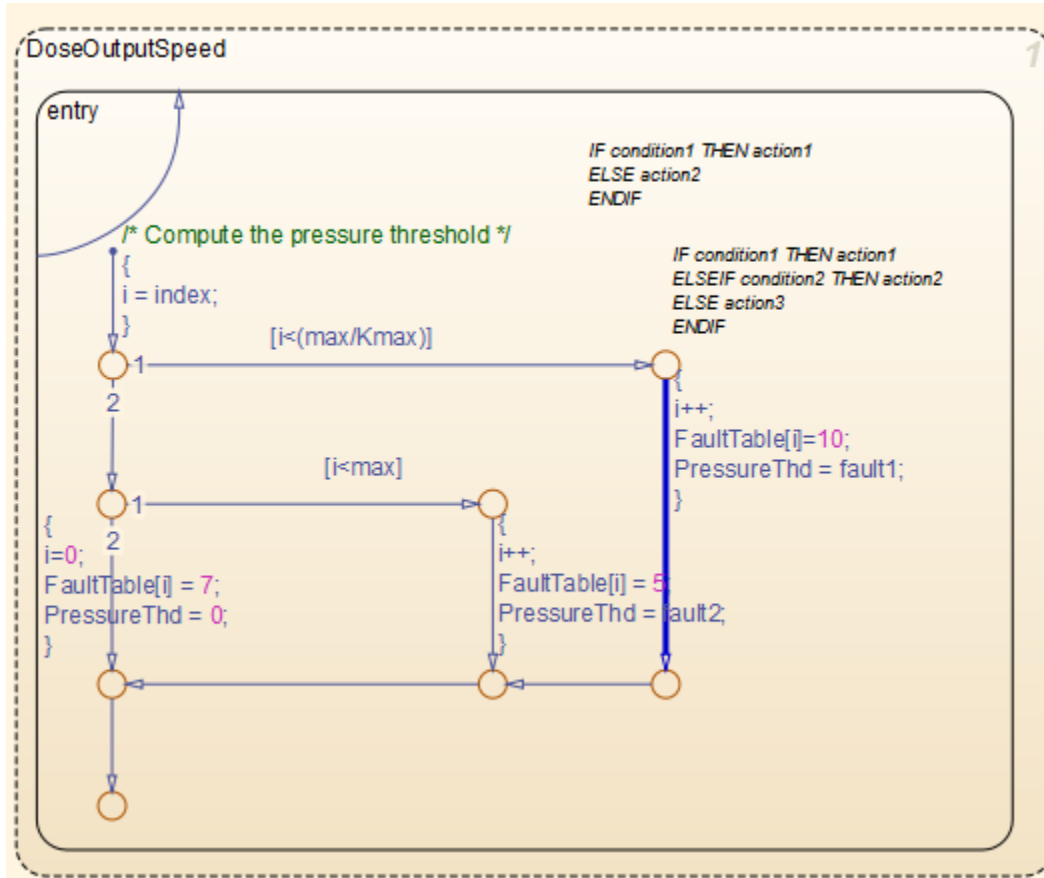 DoseOutputSpeed
1
entry
IF condition1 THEN action1
ELSE action2
ENDIF
/* Compute the pressure threshold */
{
i = index;
}
IF condition1 THEN action1
ELSEIF condition2 THEN action2
ELSE action3
ENDIF
[i<(max/Kmax)]
1
2
{
i++;
FaultTable[i]=10;
PressureThd = fault1;
}
[i<max]
1
2
{
i=0;
FaultTable[i] = 7;
PressureThd = 0;
}
{
i++;
FaultTable[i] = 5;
PressureThd = fault2;
}